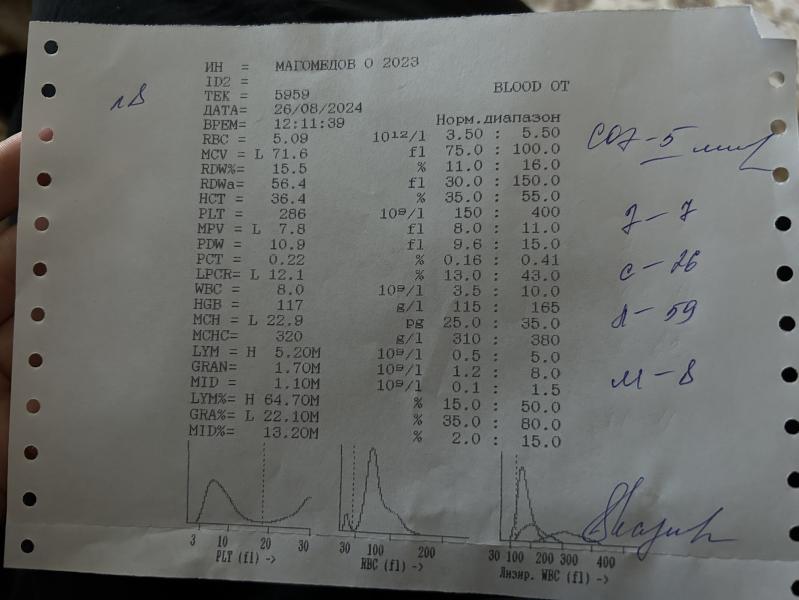 ИН = МАГОМЕДОВ О 2023
ID2 =
BLOOD OT
ТЕК = 5959
ДАТА= 26/08/2024
ВРЕМ= 12:11:39 Норм.диапазон
RBC = 5.09 10¹²/l 3.50 : 5.50
MCV = L 71.6 fl 75.0 : 100.0
RDW%= 15.5 % 11.0 : 16.0
RDWa= 56.4 fl 30.0 : 150.0
HCT = 36.4 % 35.0 : 55.0
PLT = 286 10⁹/l 150 : 400
MPV = L 7.8 fl 8.0 : 11.0
PDW = 10.9 fl 9.6 : 15.0
PCT = 0.22 % 0.16 : 0.41
LPCR= L 12.1 % 13.0 : 43.0
WBC = 8.0 10⁹/l 3.5 : 10.0
HGB = 117 g/l 115 : 165
MCH = L 22.9 pg 25.0 : 35.0
MCHC= 320 g/l 310 : 380
LYM = H 5.20M 10⁹/l 0.5 : 5.0
GRAN= 1.70M 10⁹/l 1.2 : 8.0
MID = 1.10M 10⁹/l 0.1 : 1.5
LYM%= H 64.70M % 15.0 : 50.0
GRA%= L 22.10M % 35.0 : 80.0
MID%= 13.20M % 2.0 : 15.0
СОЭ-5
с-26
л-59
м-8
3 10 20 30
PLT (fl) ->
30 100 200
RBC (fl) ->
30 100 200 300 400
Лизир. WBC (fl) ->